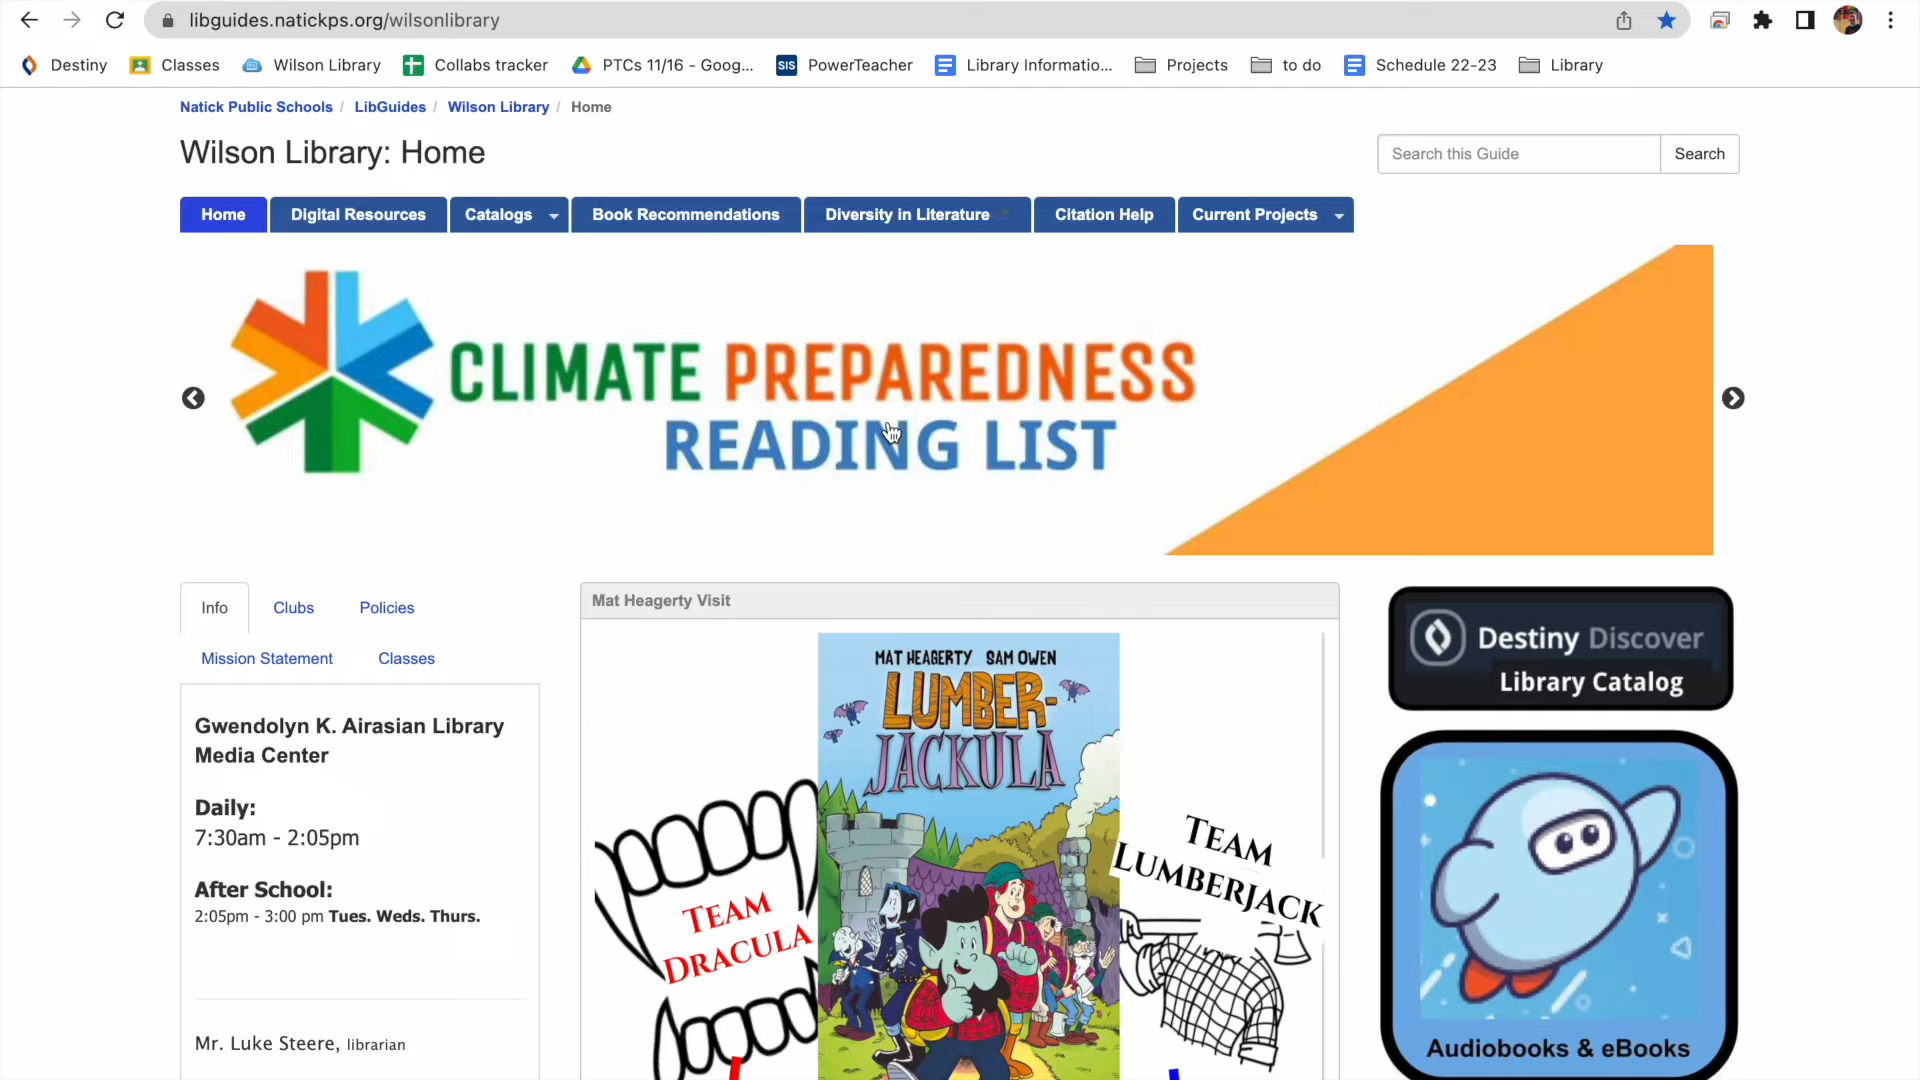 libguides.natickps.org/wilsonlibrary
Destiny Classes Wilson Library Collabs tracker PTCs 11/16 - Goog... SIS PowerTeacher Library Informatio... Projects to do Schedule 22-23 Library
Natick Public Schools / LibGuides / Wilson Library / Home
Wilson Library: Home
Search this Guide Search
Home Digital Resources Catalogs Book Recommendations Diversity in Literature Citation Help Current Projects
CLIMATE PREPAREDNESS
READING LIST
Info Clubs Policies
Mission Statement Classes
Gwendolyn K. Airasian Library
Media Center
Daily:
7:30am - 2:05pm
After School:
2:05pm - 3:00 pm Tues. Weds. Thurs.
Mr. Luke Steere, librarian
Mat Heagerty Visit
MAT HEAGERTY SAM OWEN
LUMBER-
JACKULA
TEAM
DRACULA
TEAM
LUMBERJACK
Destiny Discover
Library Catalog
Audiobooks & eBooks